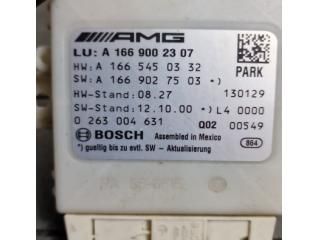 AMG
LU: A 166 900 23 07
HW: A 166 545 03 32 PARK
SW: A 166 902 75 03 *)
HW-Stand: 08.27 130129
SW-Stand: 12.10.00 *) L4 0000
0 263 004 631 Q02 00549
BOSCH Assembled in Mexico
*) gueltig bis zu evtl. SW - Aktualisierung 864